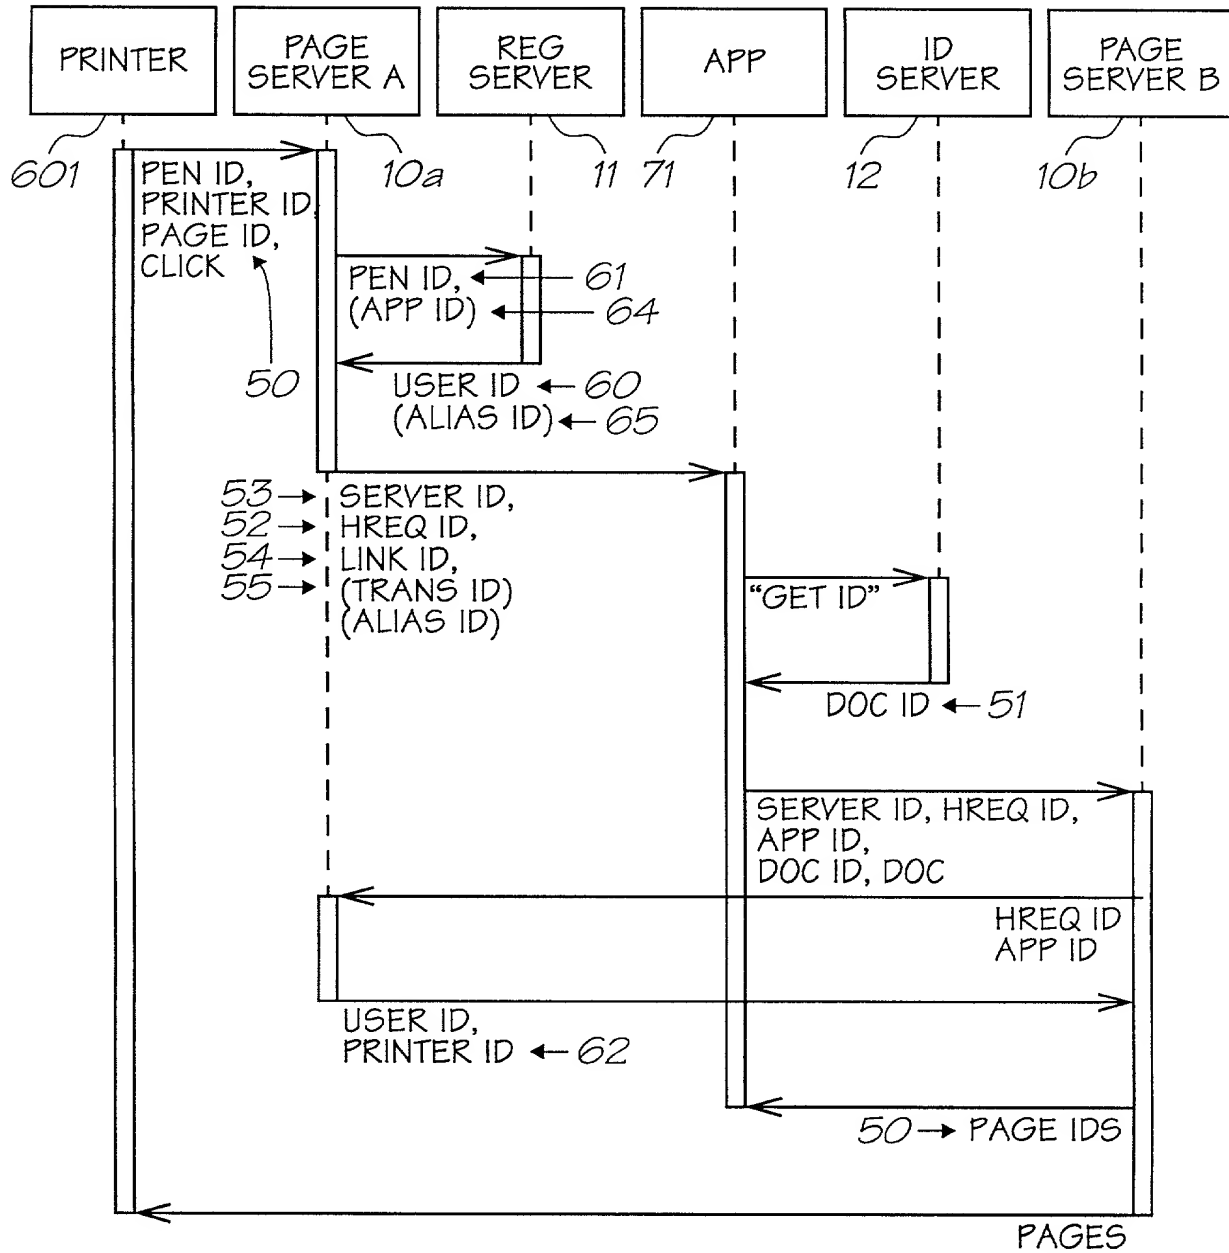 PRINTER
PAGE
SERVER A
REG
SERVER
APP
ID
SERVER
PAGE
SERVER B
601
10a
11
71
12
10b
PEN ID,
PRINTER ID,
PAGE ID,
CLICK
50
PEN ID, 61
(APP ID) 64
USER ID 60
(ALIAS ID) 65
53 SERVER ID,
52 HREQ ID,
54 LINK ID,
55 (TRANS ID)
(ALIAS ID)
“GET ID”
DOC ID 51
SERVER ID, HREQ ID,
APP ID,
DOC ID, DOC
HREQ ID
APP ID
USER ID,
PRINTER ID 62
50 PAGE IDS
PAGES